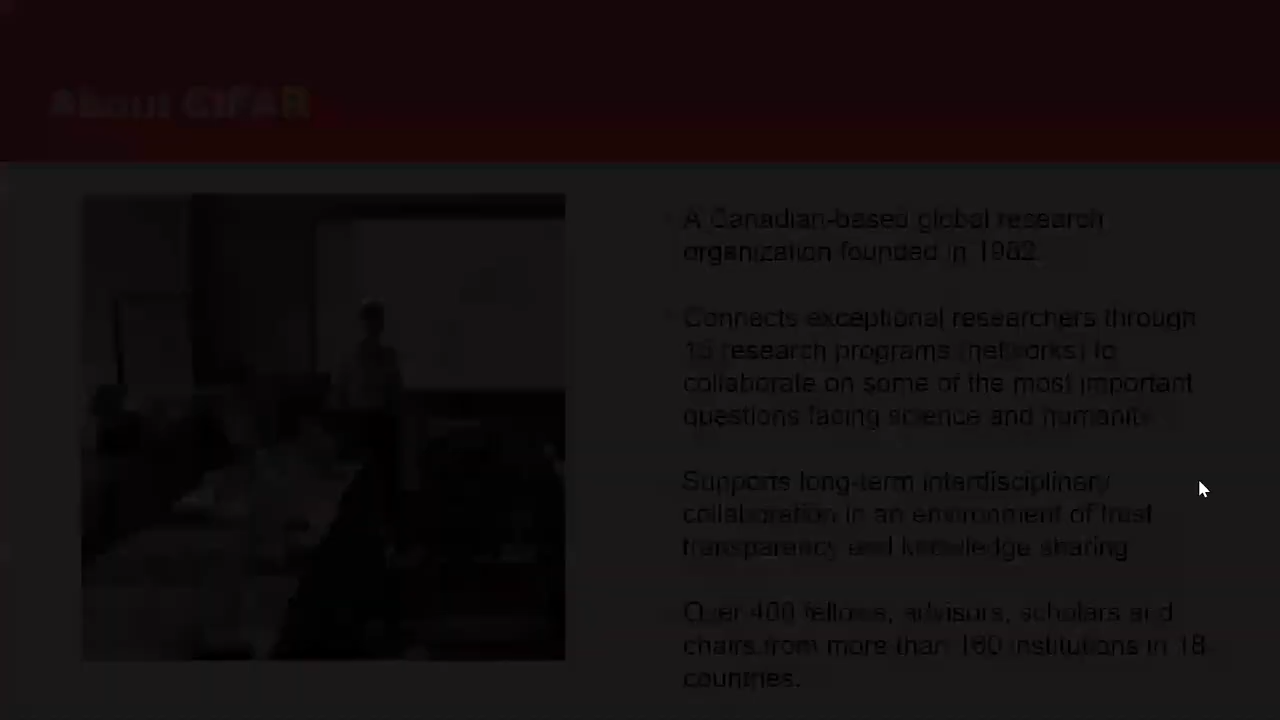 About CIFAR
A Canadian-based global research
organization founded in 1982.
Connects exceptional researchers through
research programs (networks) to
collaborate on some of the most important
questions facing science and humanity.
Supports long-term interdisciplinary
collaboration in an environment of trust,
transparency and knowledge sharing
Over 400 fellows, advisors, scholars and
chairs from more than 160 institutions in 18
countries.